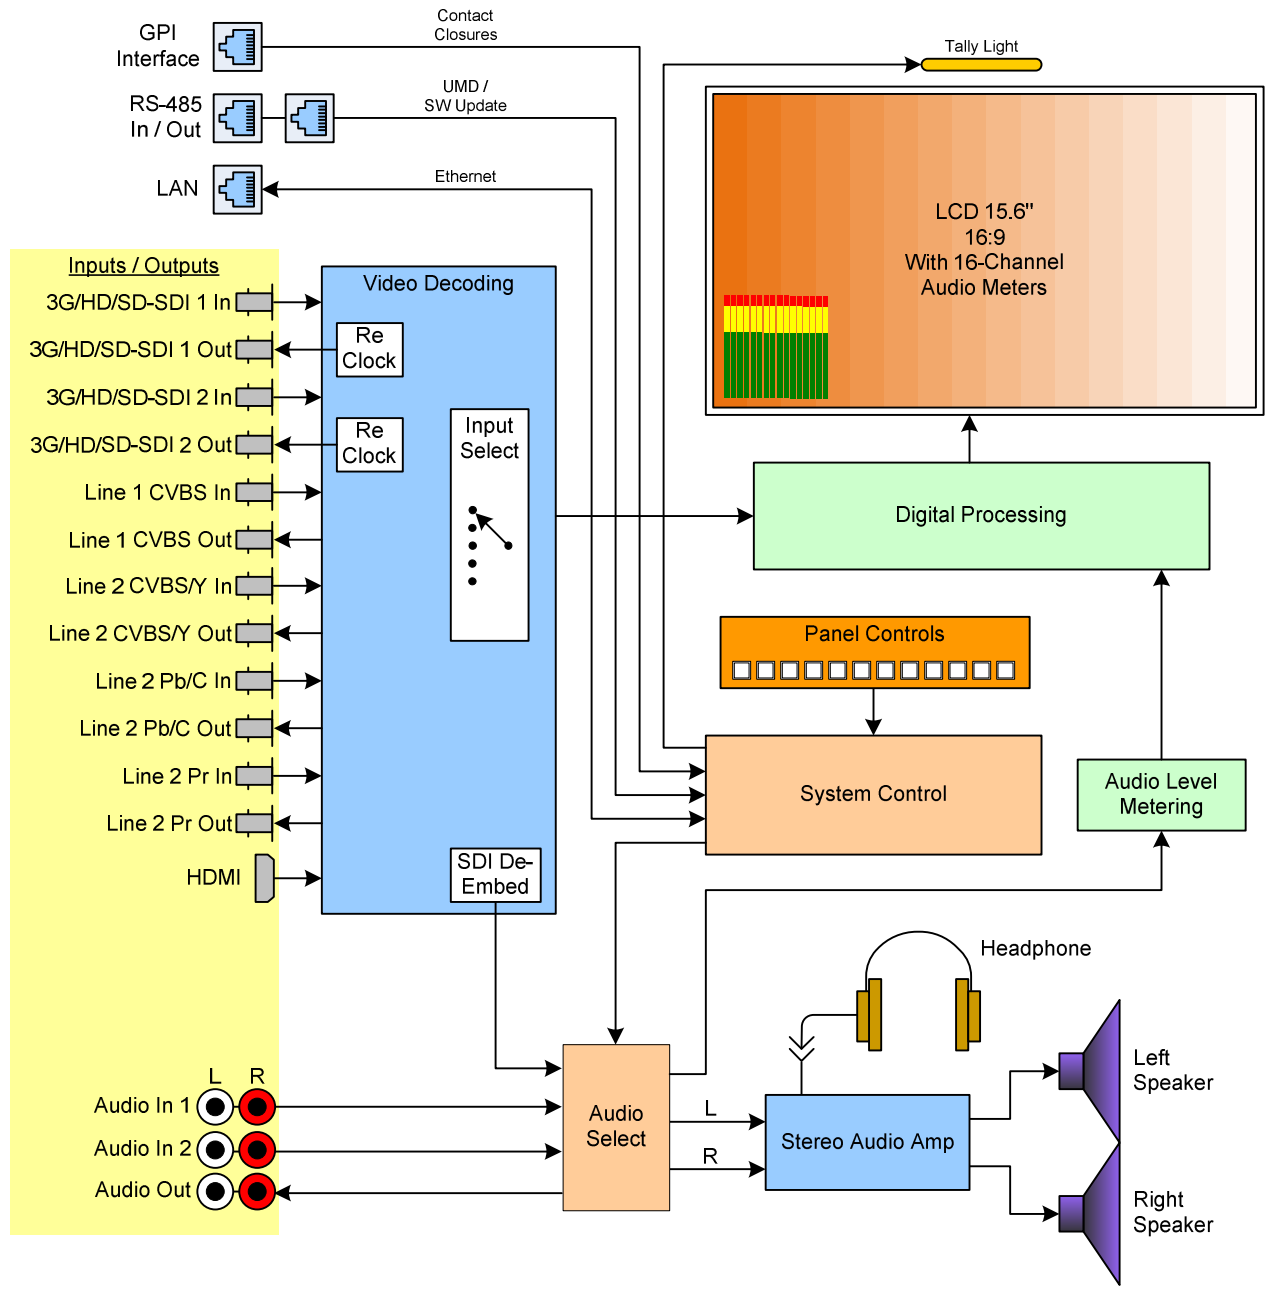 GPI
Interface
Contact
Closures
RS-485
In / Out
UMD /
SW Update
LAN
Ethernet
Tally Light
LCD 15.6"
16:9
With 16-Channel
Audio Meters
Inputs / Outputs
3G/HD/SD-SDI 1 In
3G/HD/SD-SDI 1 Out
3G/HD/SD-SDI 2 In
3G/HD/SD-SDI 2 Out
Line 1 CVBS In
Line 1 CVBS Out
Line 2 CVBS/Y In
Line 2 CVBS/Y Out
Line 2 Pb/C In
Line 2 Pb/C Out
Line 2 Pr In
Line 2 Pr Out
HDMI
Video Decoding
Re
Clock
Re
Clock
Input
Select
SDI De-
Embed
Digital Processing
Panel Controls
System Control
Audio Level
Metering
Headphone
L R
Audio In 1
Audio In 2
Audio Out
Audio
Select
L
R
Stereo Audio Amp
Left
Speaker
Right
Speaker